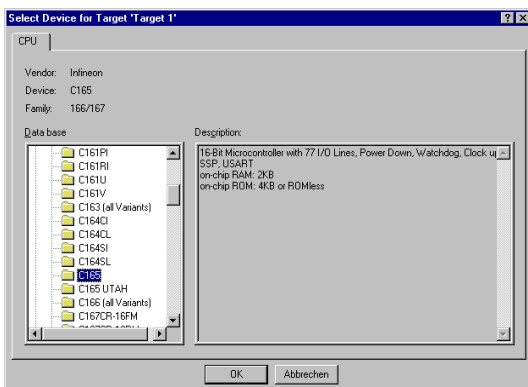 Select Device for Target 'Target 1'
CPU
Vendor: Infineon
Device: C165
Family: 166/167
Data base
Description:
C161PI
C161RI
C161U
C161V
C163 (all Variants)
C164CI
C164CL
C164SI
C164SL
C165
C165 UTAH
C166 (all Variants)
C167CR-16FM
16-Bit Microcontroller with 77 I/O Lines, Power Down, Watchdog, Clock up
SSP, USART
on-chip RAM: 2KB
on-chip ROM: 4KB or ROMless
OK
Abbrechen